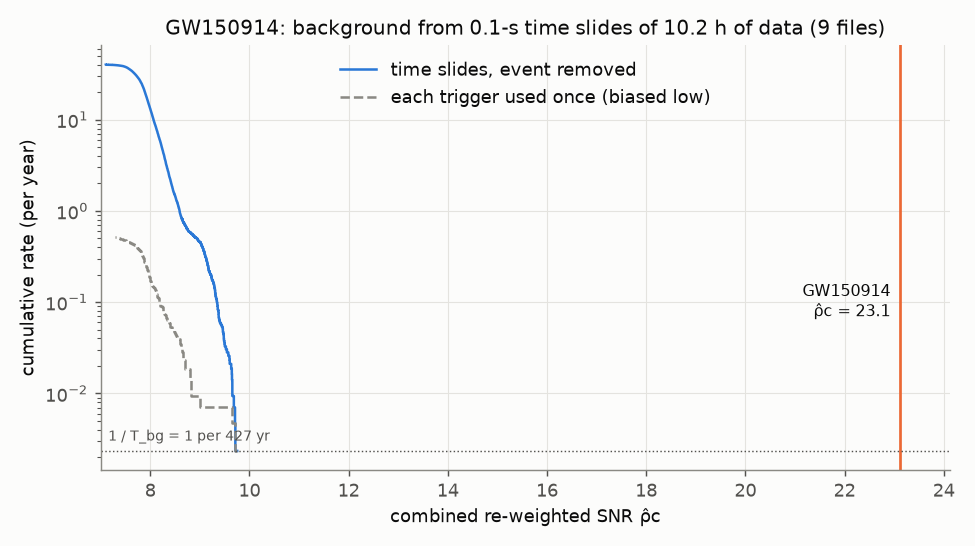 GW150914: background from 0.1-s time slides of 10.2 h of data (9 files)
time slides, event removed
each trigger used once (biased low)
cumulative rate (per year)
10¹
10⁰
10⁻¹
10⁻²
GW150914
ρ̂c = 23.1
1 / T_bg = 1 per 427 yr
8 10 12 14 16 18 20 22 24
combined re-weighted SNR ρ̂c